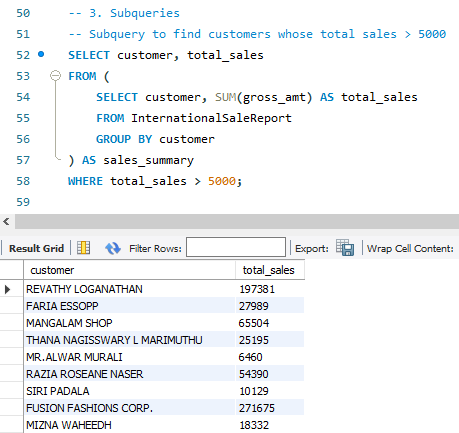 50 -- 3. Subqueries
51 -- Subquery to find customers whose total sales > 5000
52 SELECT customer, total_sales
53 FROM (
54 SELECT customer, SUM(gross_amt) AS total_sales
55 FROM InternationalSaleReport
56 GROUP BY customer
57 ) AS sales_summary
58 WHERE total_sales > 5000;
59
Result Grid Filter Rows: Export: Wrap Cell Content:
customer total_sales
REVATHY LOGANATHAN 197381
FARIA ESSOPP 27989
MANGALAM SHOP 65504
THANA NAGISSWARY L MARIMUTHU 25195
MR.ALWAR MURALI 6460
RAZIA ROSEANE NASER 54390
SIRI PADALA 10129
FUSION FASHIONS CORP. 271675
MIZNA WAHEEDH 18332